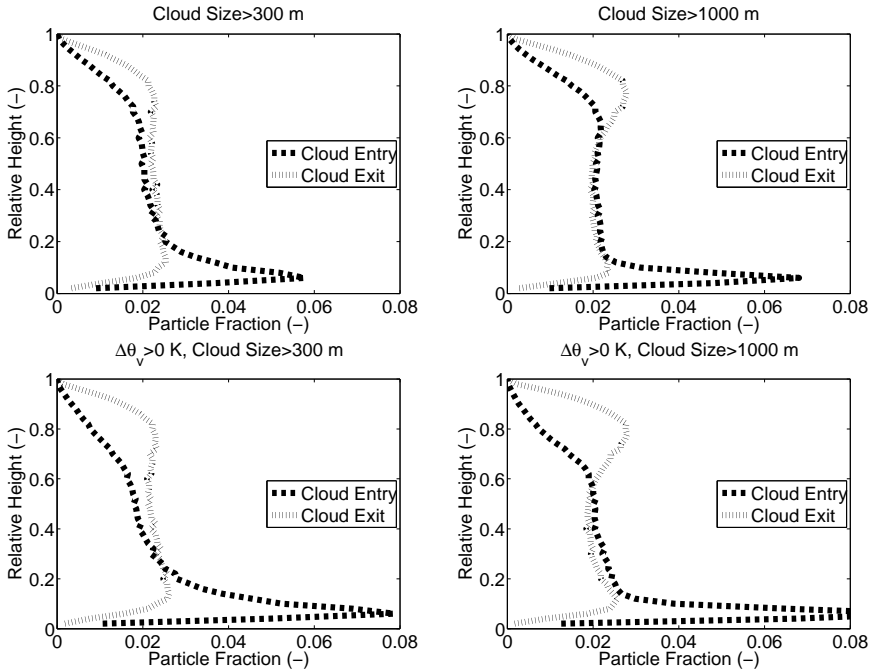 Cloud Size>300 m
1
0.8
0.6
0.4
0.2
0
Relative Height (−)
Cloud Entry
Cloud Exit
0 0.02 0.04 0.06 0.08
Particle Fraction (−)
Cloud Size>1000 m
1
0.8
0.6
0.4
0.2
0
Relative Height (−)
Cloud Entry
Cloud Exit
0 0.02 0.04 0.06 0.08
Particle Fraction (−)
Δθv>0 K, Cloud Size>300 m
1
0.8
0.6
0.4
0.2
0
Relative Height (−)
Cloud Entry
Cloud Exit
0 0.02 0.04 0.06 0.08
Particle Fraction (−)
Δθv>0 K, Cloud Size>1000 m
1
0.8
0.6
0.4
0.2
0
Relative Height (−)
Cloud Entry
Cloud Exit
0 0.02 0.04 0.06 0.08
Particle Fraction (−)